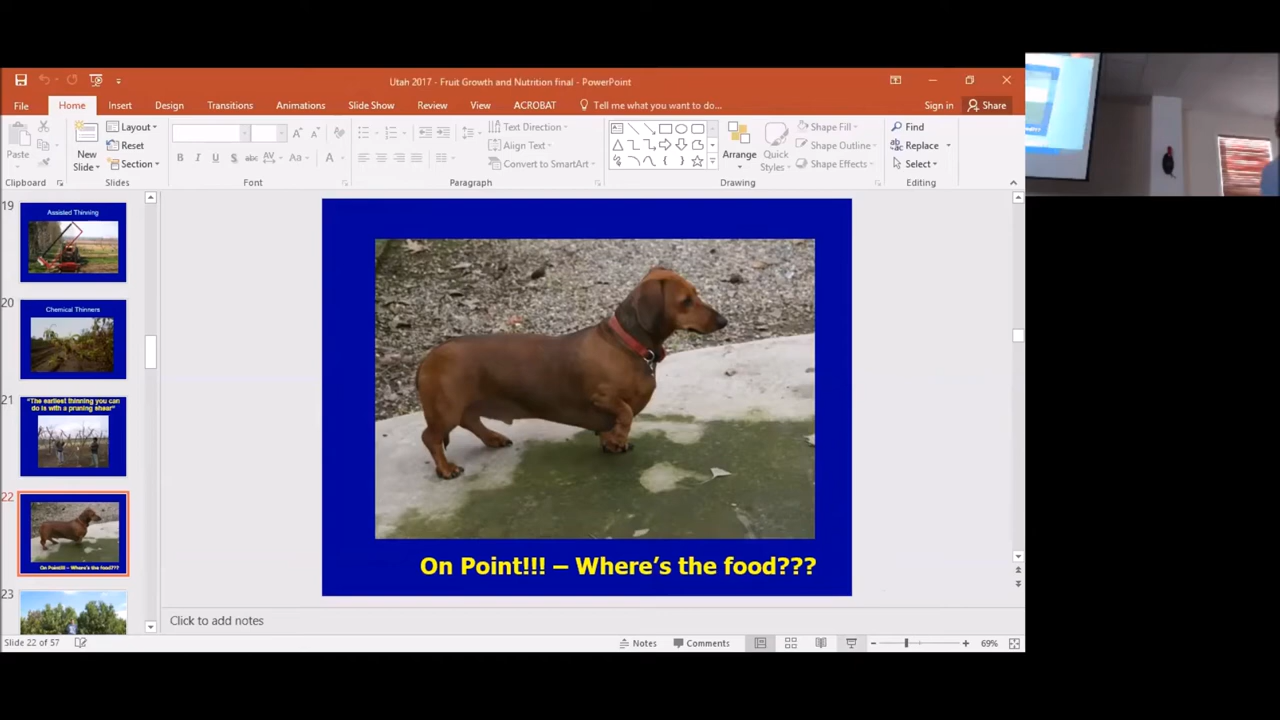 Utah 2017 - Fruit Growth and Nutrition final - PowerPoint
File Home Insert Design Transitions Animations Slide Show Review View ACROBAT Tell me what you want to do... Sign in Share
Paste
Clipboard
New Slide
Layout
Reset
Section
Slides
B I U S abc AV Aa A
Font
Text Direction
Align Text
Convert to SmartArt
Paragraph
Arrange
Quick Styles
Shape Fill
Shape Outline
Shape Effects
Drawing
Find
Replace
Select
Editing
19
Assisted Thinning
20
Chemical Thinners
21
"The earliest thinning you can
do is with a pruning shear"
22
On Point!!! – Where's the food???
23
On Point!!! – Where's the food???
Click to add notes
Slide 22 of 57 Notes Comments 69%